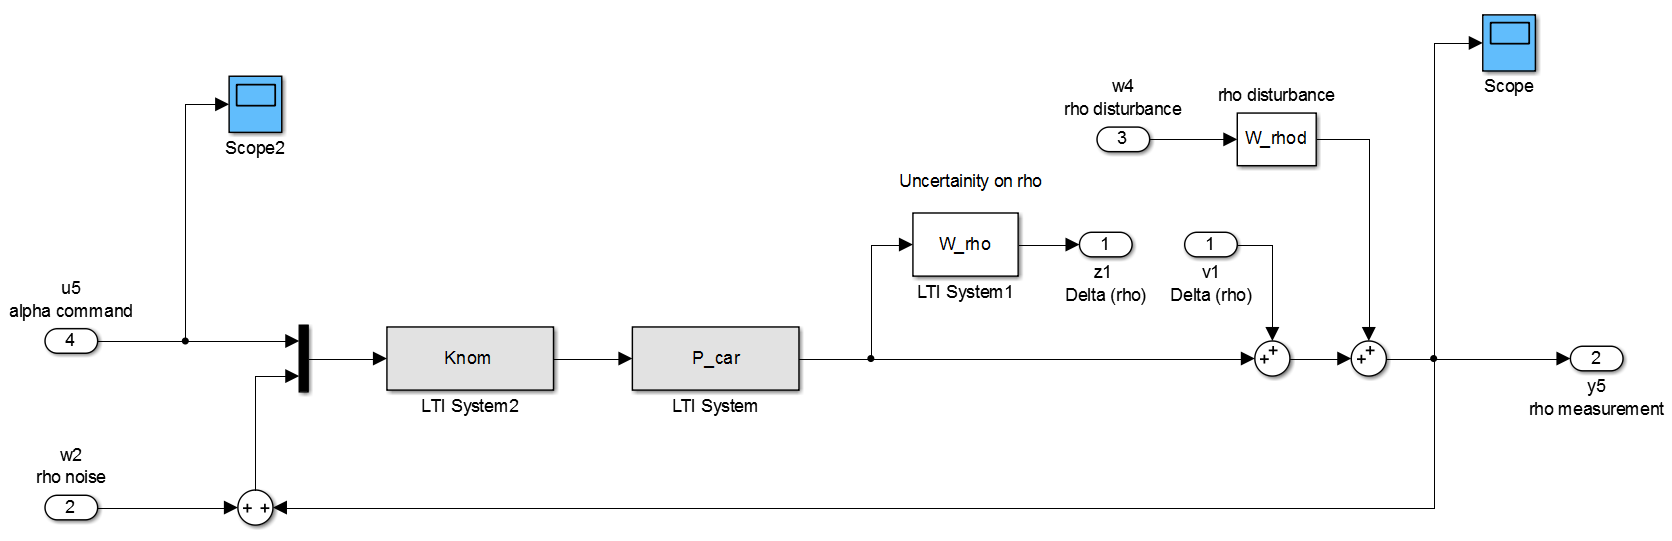 Scope
w4
rho disturbance
3
rho disturbance
W_rhod
Scope2
Uncertainity on rho
W_rho
LTI System1
1
z1
Delta (rho)
1
v1
Delta (rho)
u5
alpha command
4
Knom
LTI System2
P_car
LTI System
+
+
+
+
2
y5
rho measurement
w2
rho noise
2
+ +